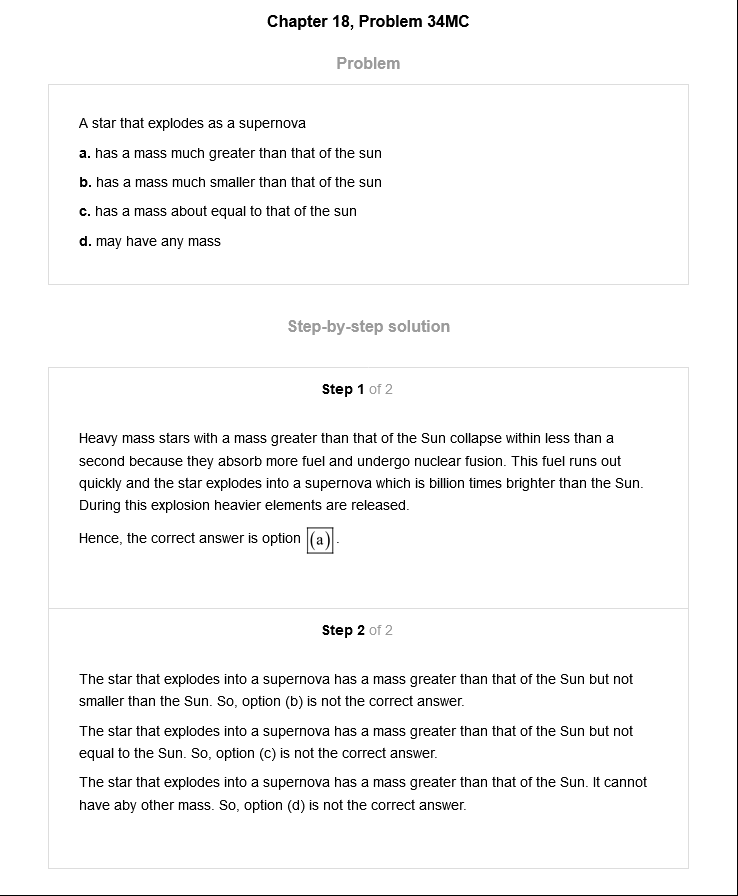 Chapter 18, Problem 34MC
Problem
A star that explodes as a supernova
a. has a mass much greater than that of the sun
b. has a mass much smaller than that of the sun
c. has a mass about equal to that of the sun
d. may have any mass
Step-by-step solution
Step 1 of 2
Heavy mass stars with a mass greater than that of the Sun collapse within less than a
second because they absorb more fuel and undergo nuclear fusion. This fuel runs out
quickly and the star explodes into a supernova which is billion times brighter than the Sun.
During this explosion heavier elements are released.
Hence, the correct answer is option (a).
Step 2 of 2
The star that explodes into a supernova has a mass greater than that of the Sun but not
smaller than the Sun. So, option (b) is not the correct answer.
The star that explodes into a supernova has a mass greater than that of the Sun but not
equal to the Sun. So, option (c) is not the correct answer.
The star that explodes into a supernova has a mass greater than that of the Sun. It cannot
have aby other mass. So, option (d) is not the correct answer.